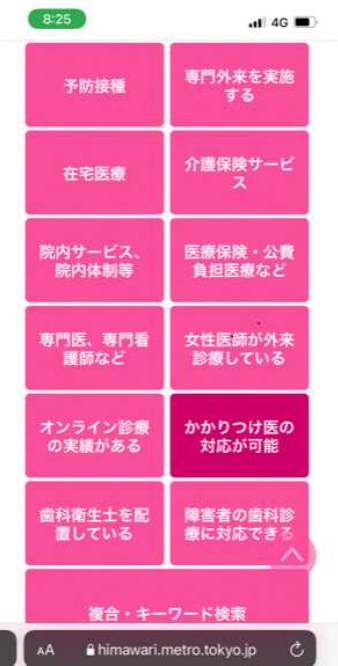 8:25
4G
予防接種
専門外来を実施
する
在宅医療
介護保険サービ
ス
院内サービス、
院内体制等
医療保険・公費
負担医療など
専門医、専門看
護師など
女性医師が外来
診療している
オンライン診療
の実績がある
かかりつけ医の
対応が可能
歯科衛生士を配
置している
障害者の歯科診
療に対応できる
複合・キーワード検索
AA
himawari.metro.tokyo.jp